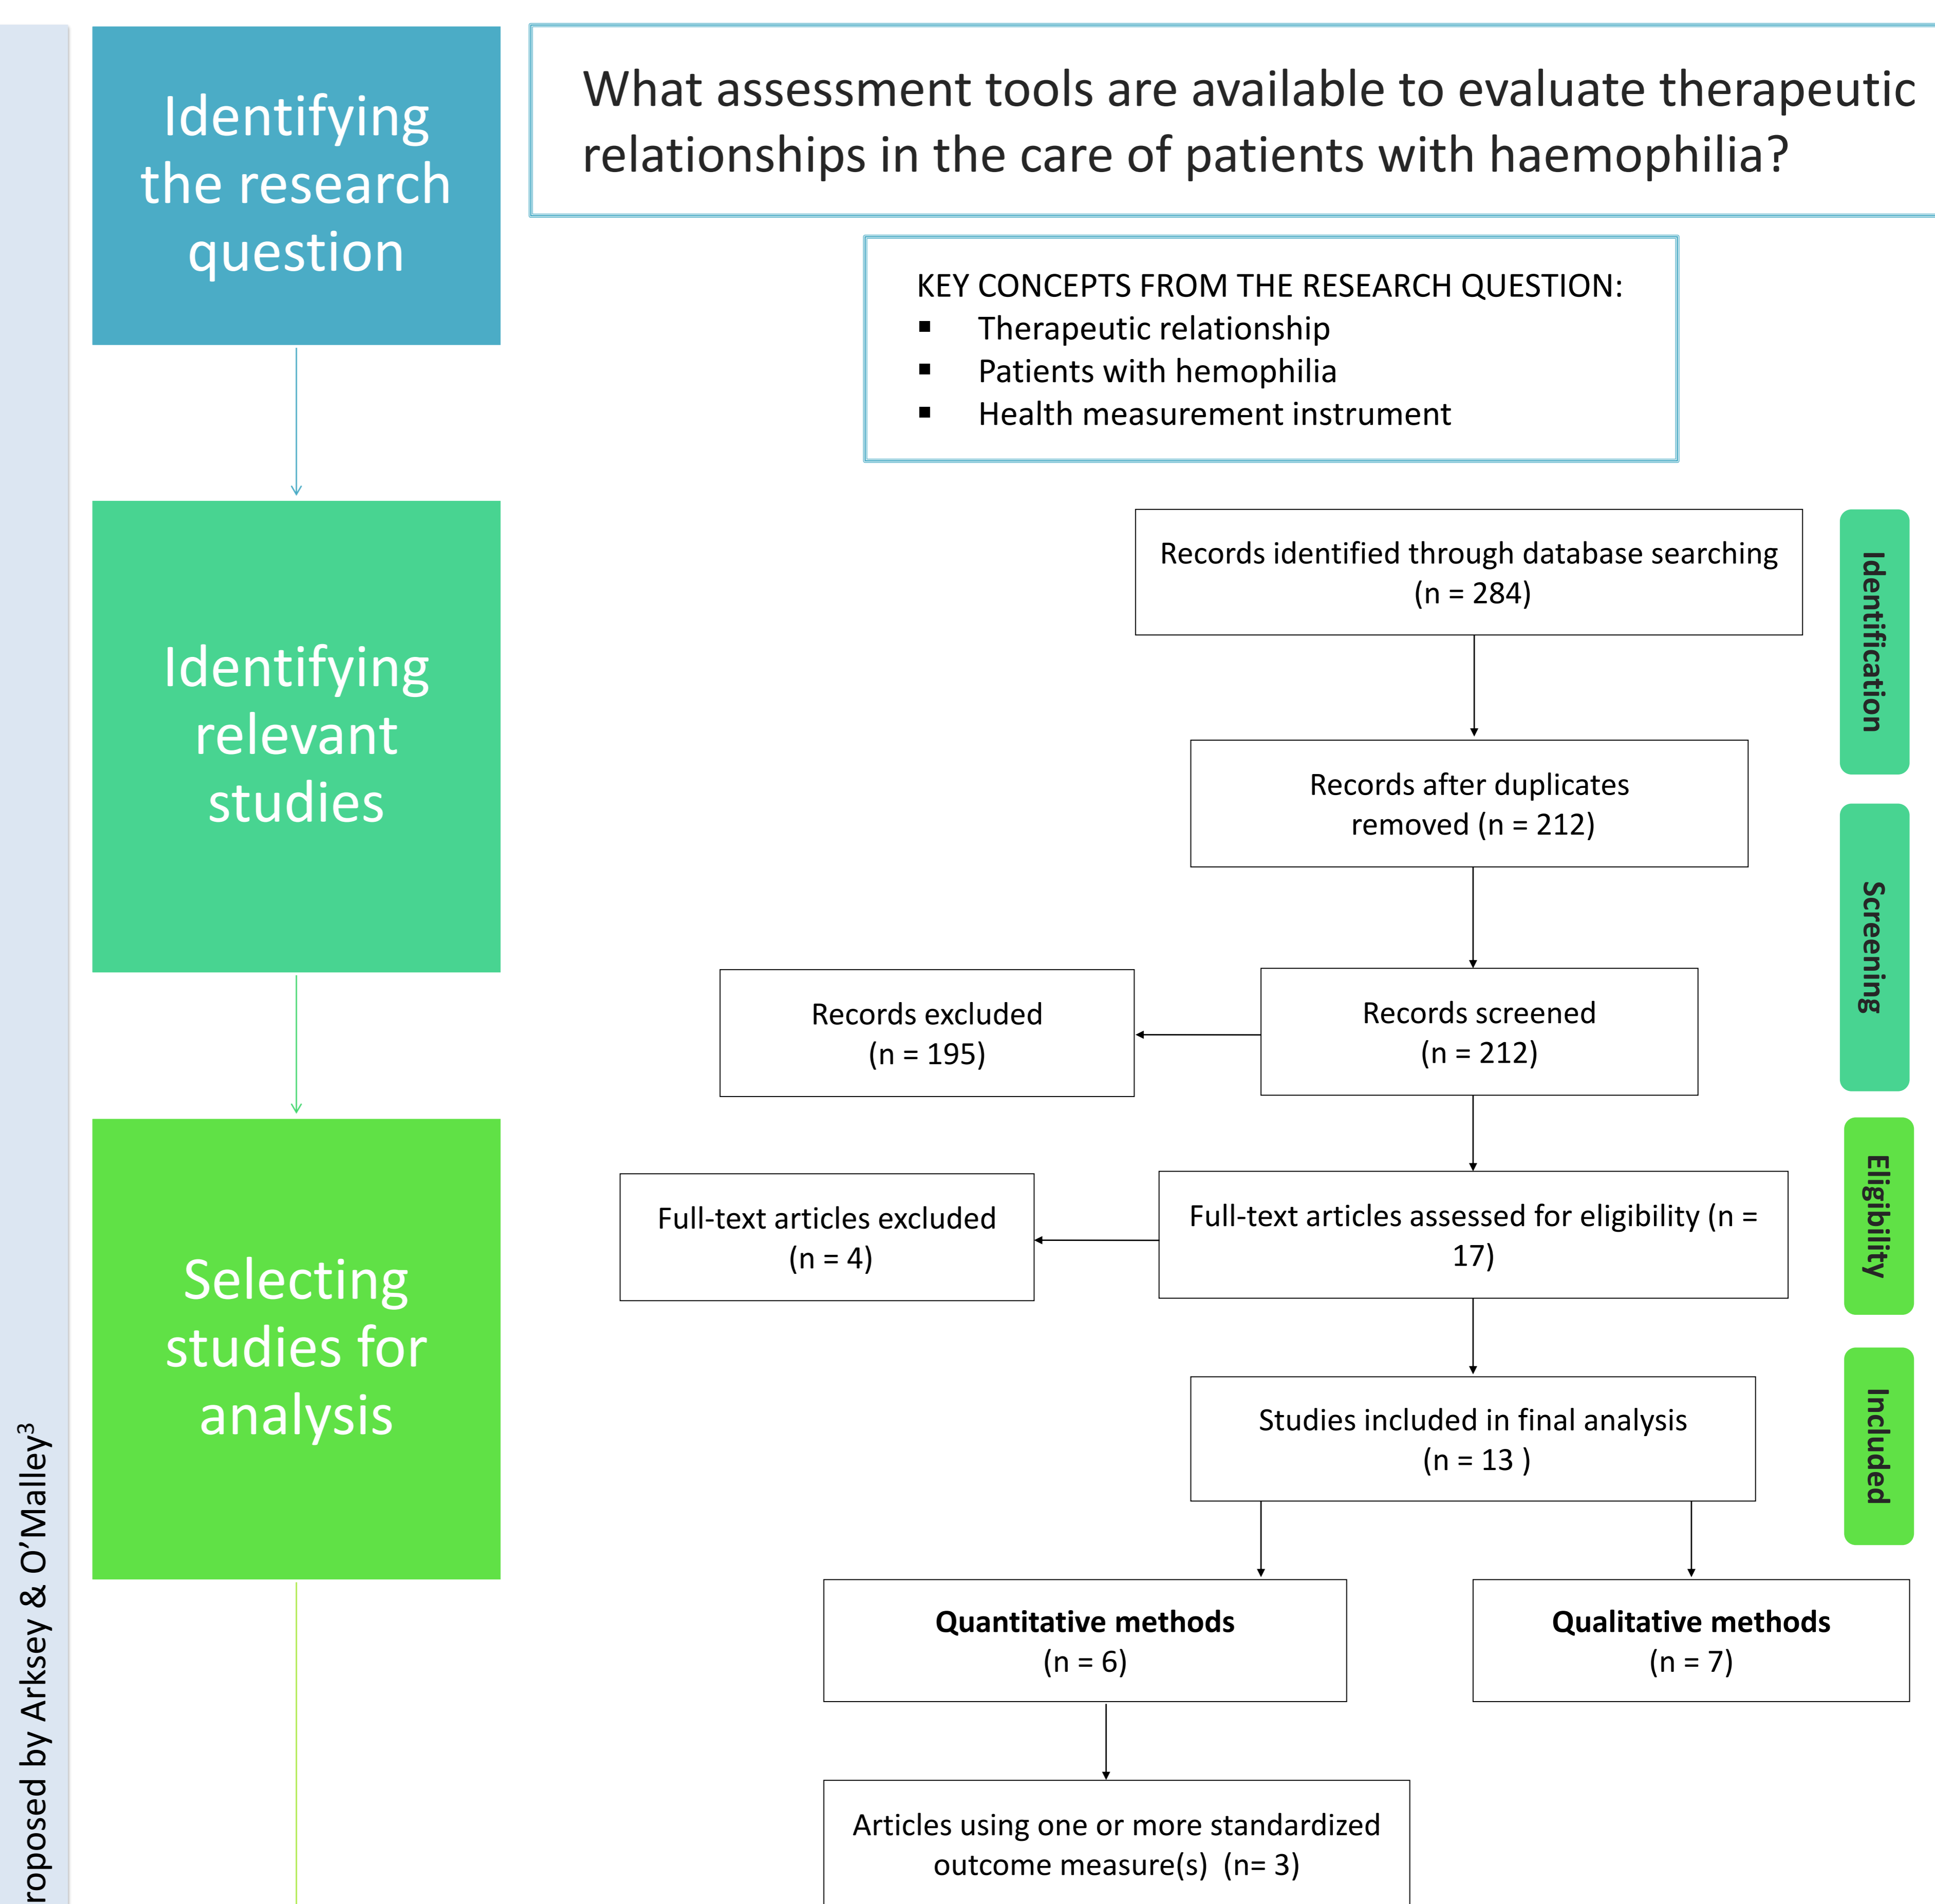 Identifying
the research
question
What assessment tools are available to evaluate therapeutic
relationships in the care of patients with haemophilia?
KEY CONCEPTS FROM THE RESEARCH QUESTION:
▪ Therapeutic relationship
▪ Patients with hemophilia
▪ Health measurement instrument
Identifying
relevant
studies
Records identified through database searching
(n = 284)
Identification
Records after duplicates
removed (n = 212)
Screening
Records excluded
(n = 195)
Records screened
(n = 212)
Selecting
studies for
analysis
Full-text articles excluded
(n = 4)
Full-text articles assessed for eligibility (n =
17)
Eligibility
Studies included in final analysis
(n = 13 )
Included
Quantitative methods
(n = 6)
Qualitative methods
(n = 7)
Articles using one or more standardized
outcome measure(s) (n= 3)
roposed by Arksey & O’Malley³